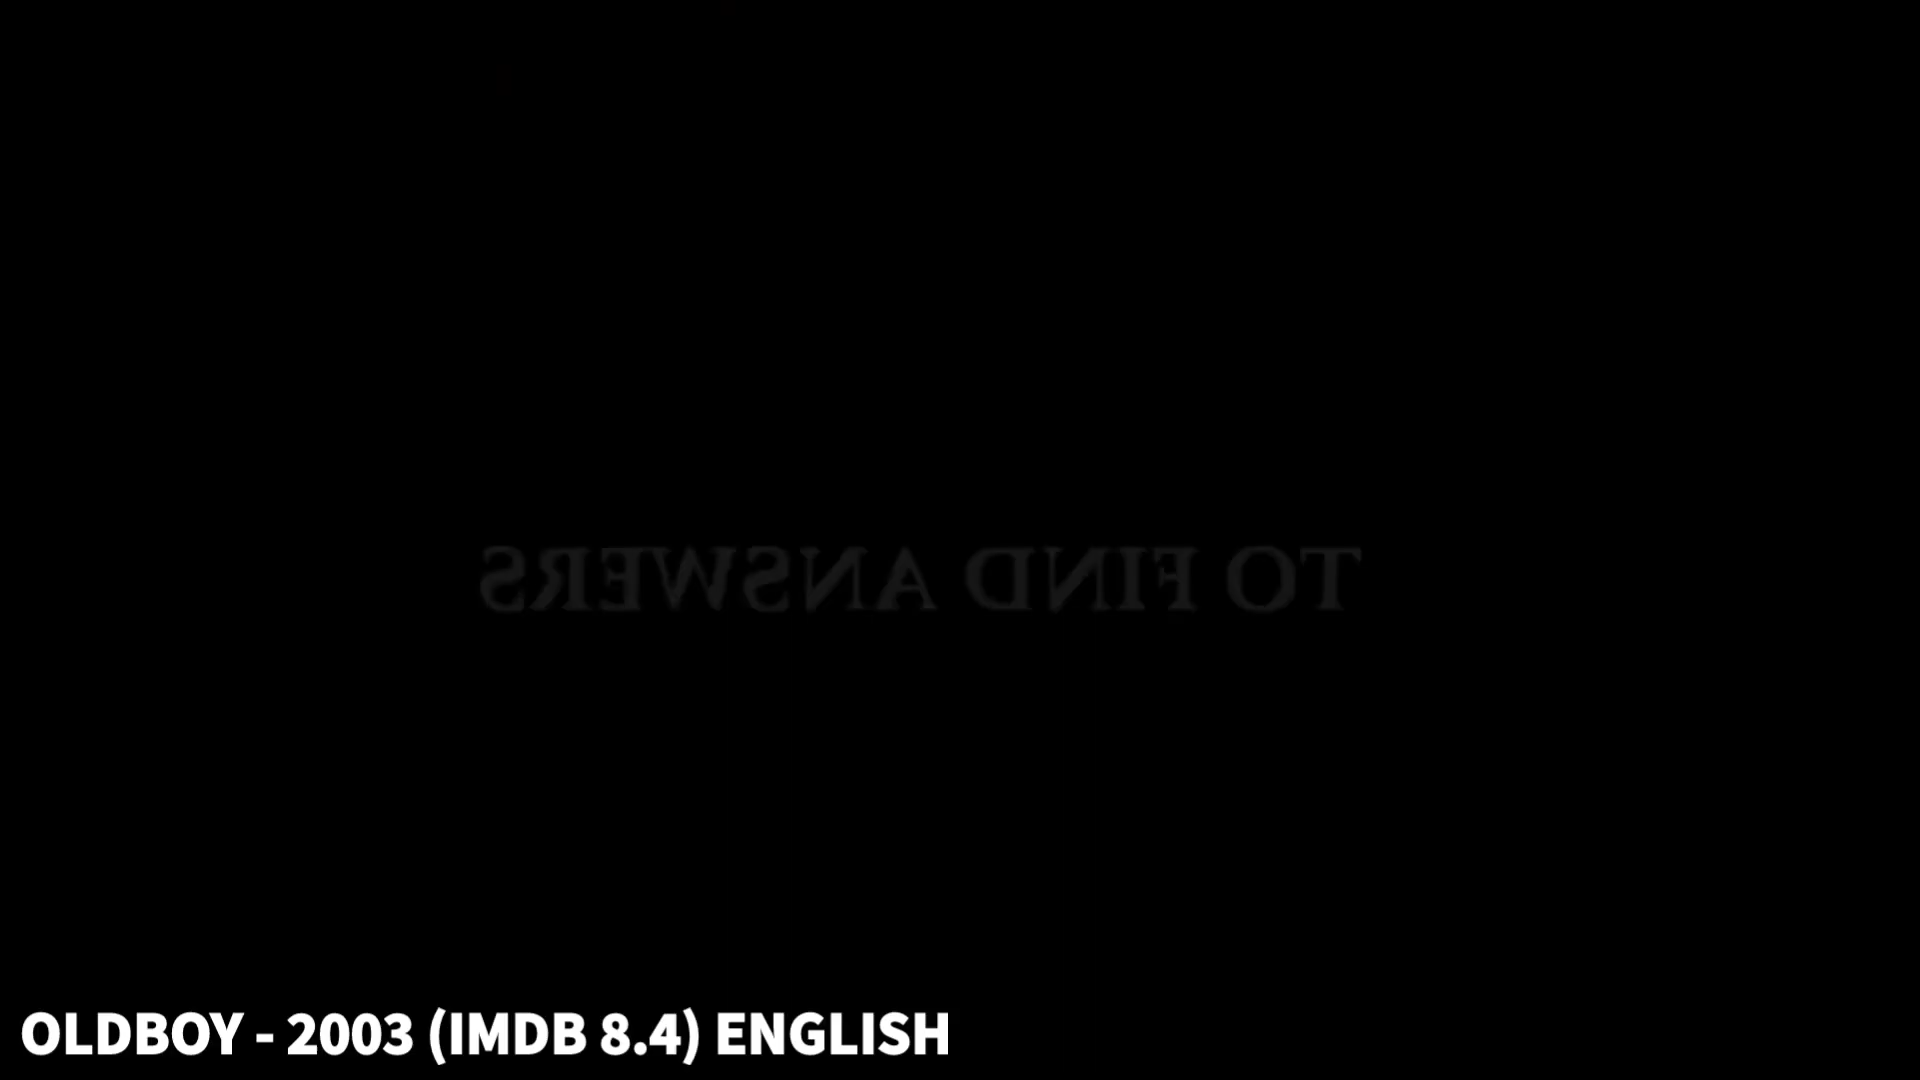 TO FIND ANSWERS
OLDBOY - 2003 (IMDB 8.4) ENGLISH